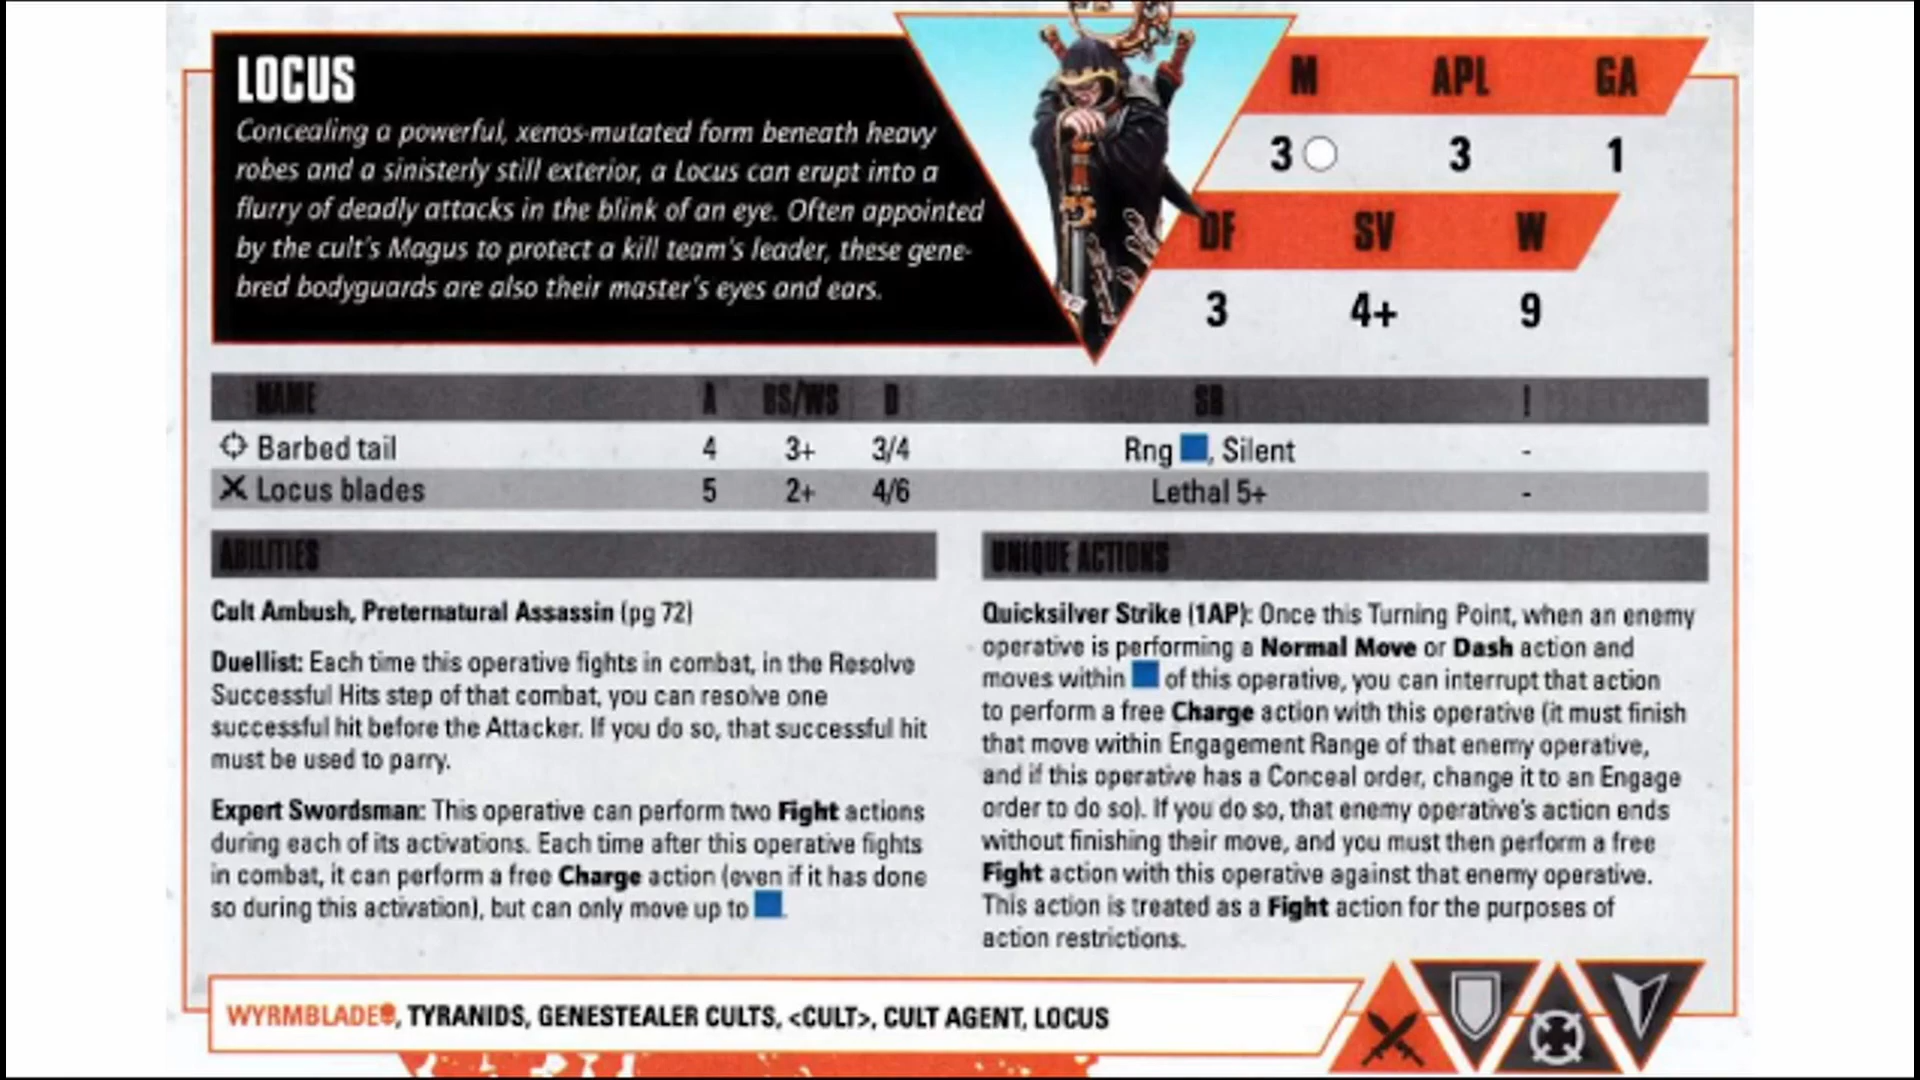 LOCUS
Concealing a powerful, xenos-mutated form beneath heavy
robes and a sinisterly still exterior, a Locus can erupt into a
flurry of deadly attacks in the blink of an eye. Often appointed
by the cult's Magus to protect a kill team's leader, these gene-
bred bodyguards are also their master's eyes and ears.
M APL GA
3 3 1
DF SV W
3 4+ 9
NAME A BS/WS D SR !
Barbed tail 4 3+ 3/4 Rng , Silent -
Locus blades 5 2+ 4/6 Lethal 5+ -
ABILITIES
Cult Ambush, Preternatural Assassin (pg 72)
Duellist: Each time this operative fights in combat, in the Resolve
Successful Hits step of that combat, you can resolve one
successful hit before the Attacker. If you do so, that successful hit
must be used to parry.
Expert Swordsman: This operative can perform two Fight actions
during each of its activations. Each time after this operative fights
in combat, it can perform a free Charge action (even if it has done
so during this activation), but can only move up to .
UNIQUE ACTIONS
Quicksilver Strike (1AP): Once this Turning Point, when an enemy
operative is performing a Normal Move or Dash action and
moves within of this operative, you can interrupt that action
to perform a free Charge action with this operative (it must finish
that move within Engagement Range of that enemy operative,
and if this operative has a Conceal order, change it to an Engage
order to do so). If you do so, that enemy operative's action ends
without finishing their move, and you must then perform a free
Fight action with this operative against that enemy operative.
This action is treated as a Fight action for the purposes of
action restrictions.
WYRMBLADE, TYRANIDS, GENESTEALER CULTS, <CULT>, CULT AGENT, LOCUS